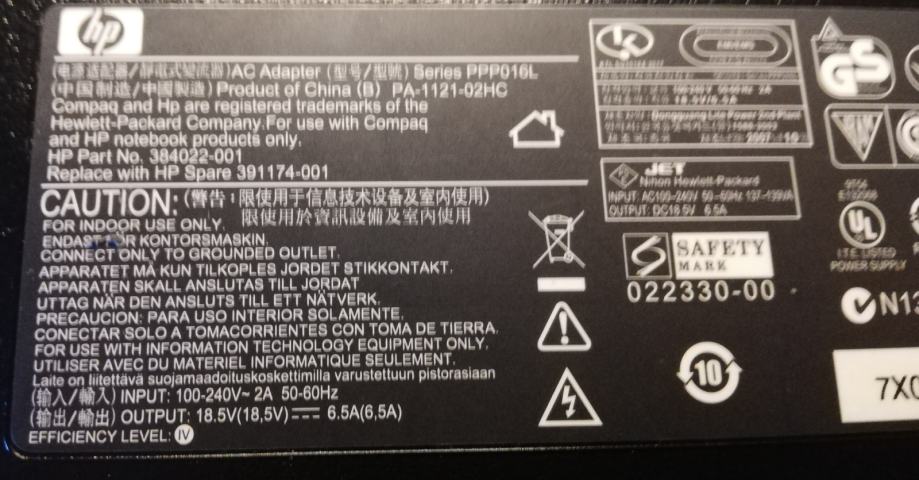 hp
(电源适配器/靜電式變流器)AC Adapter (型号/型號) Series PPP016L
(中国制造/中國製造) Product of China (B) PA-1121-02HC
Compaq and Hp are registered trademarks of the
Hewlett-Packard Company.For use with Compaq
and HP notebook products only.
HP Part No. 384022-001
Replace with HP Spare 391174-001
CAUTION: (警告: 限使用于信息技术设备及室内使用)
限使用於資訊設備及室內使用
FOR INDOOR USE ONLY.
ENDAST FÖR KONTORSMASKIN.
CONNECT ONLY TO GROUNDED OUTLET.
APPARATET MÅ KUN TILKOPLES JORDET STIKKONTAKT.
APPARATEN SKALL ANSLUTAS TILL JORDAT
UTTAG NÄR DEN ANSLUTS TILL ETT NÄTVERK.
PRECAUCION: PARA USO INTERIOR SOLAMENTE.
CONECTAR SOLO A TOMACORRIENTES CON TOMA DE TIERRA.
FOR USE WITH INFORMATION TECHNOLOGY EQUIPMENT ONLY.
UTILISER AVEC DU MATERIEL INFORMATIQUE SEULEMENT.
Laite on liitettävä suojamaadoituskoskettimilla varustettuun pistorasiaan
(输入/輸入) INPUT: 100-240V~ 2A 50-60Hz
(输出/輸出) OUTPUT: 18.5V(18,5V) 6.5A(6,5A)
EFFICIENCY LEVEL: IV
K
JET
Nihon Hewlett-Packard
INPUT: AC100-240V 50-60Hz 137-139VA
OUTPUT: DC18.5V 6.5A
S SAFETY
MARK
022330-00
10
GS
UL
I.T.E. LISTED
POWER SUPPLY